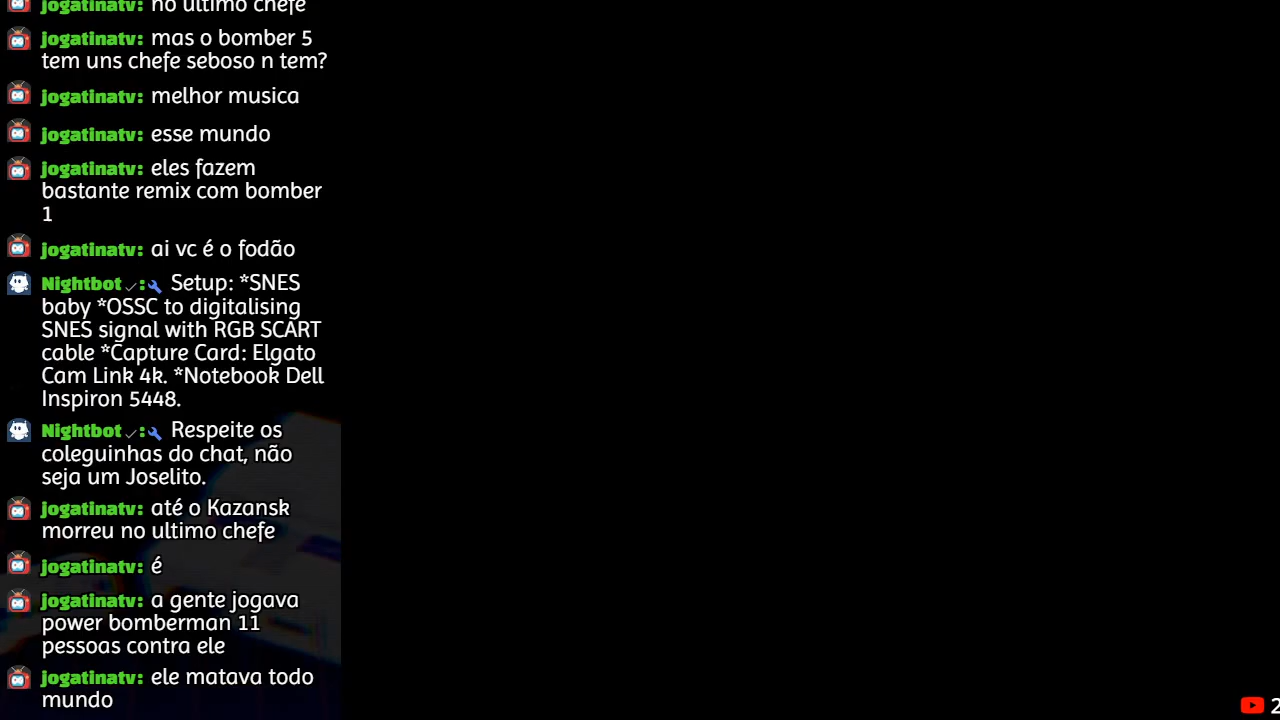 jogatinatv: no ultimo chefe
jogatinatv: mas o bomber 5
tem uns chefe seboso n tem?
jogatinatv: melhor musica
jogatinatv: esse mundo
jogatinatv: eles fazem
bastante remix com bomber
1
jogatinatv: ai vc é o fodão
Nightbot ✓: Setup: *SNES
baby *OSSC to digitalising
SNES signal with RGB SCART
cable *Capture Card: Elgato
Cam Link 4k. *Notebook Dell
Inspiron 5448.
Nightbot ✓: Respeite os
coleguinhas do chat, não
seja um Joselito.
jogatinatv: até o Kazansk
morreu no ultimo chefe
jogatinatv: é
jogatinatv: a gente jogava
power bomberman 11
pessoas contra ele
jogatinatv: ele matava todo
mundo
2